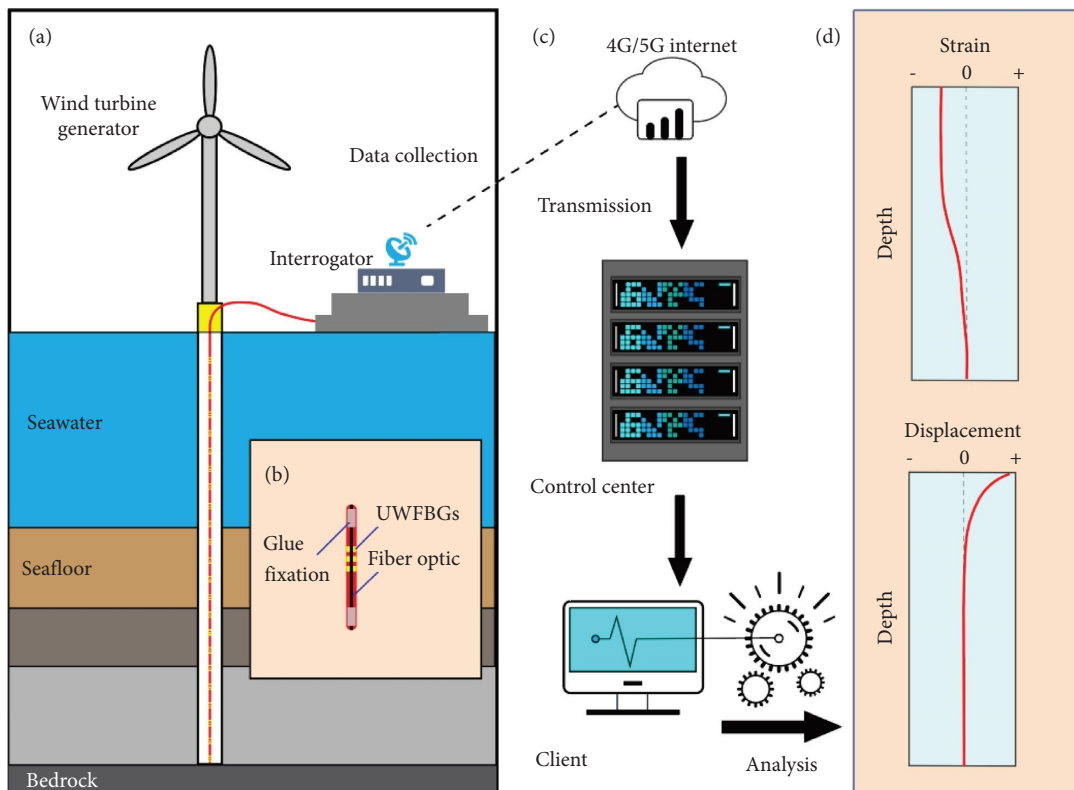 (a)
Wind turbine
generator
Data collection
Interrogator
Seawater
Seafloor
Bedrock
(b)
UWFBGs
Glue
fixation
Fiber optic
(c)
4G/5G internet
Transmission
Control center
Client
Analysis
(d)
Strain
- 0 +
Depth
Displacement
- 0 +
Depth